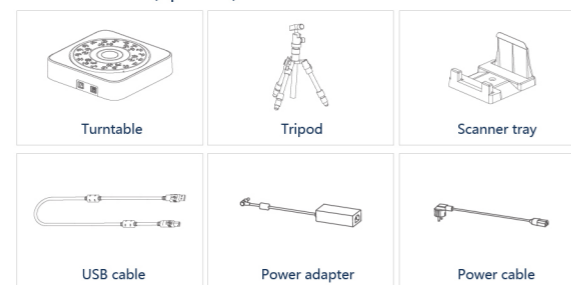 Turntable
Tripod
Scanner tray
USB cable
Power adapter
Power cable